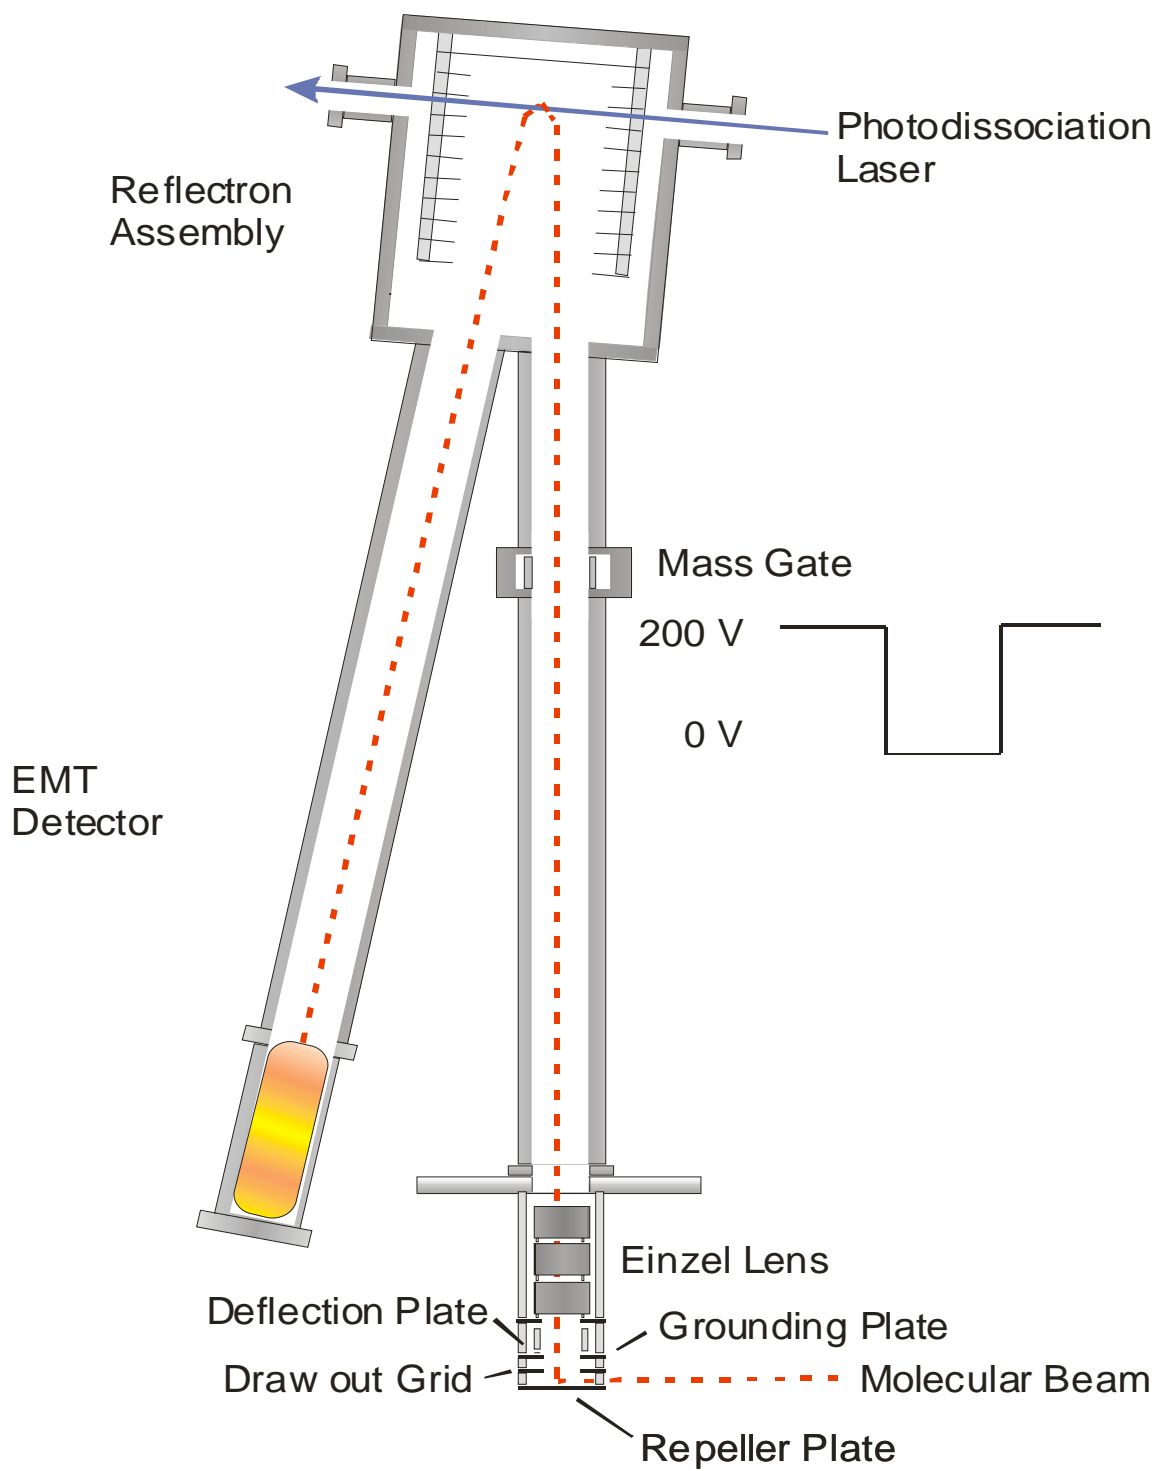 Photodissociation
Laser
Reflectron
Assembly
Mass Gate
200 V
0 V
EMT
Detector
Einzel Lens
Deflection Plate
Grounding Plate
Draw out Grid
Molecular Beam
Repeller Plate